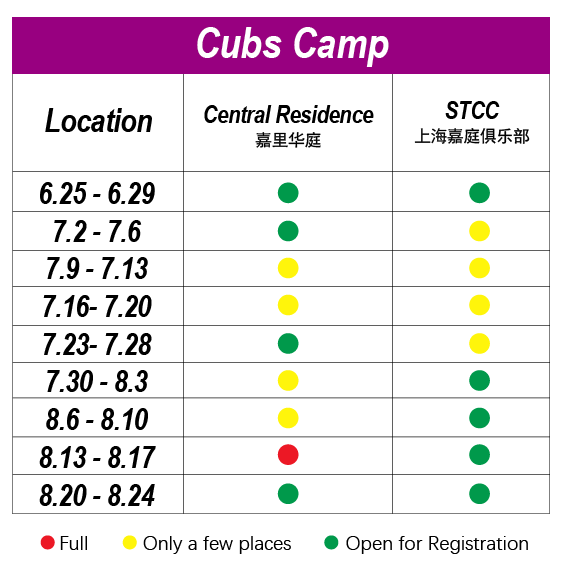 Cubs Camp
Location
Central Residence
嘉里华庭
STCC
上海嘉庭俱乐部
6.25 - 6.29
7.2 - 7.6
7.9 - 7.13
7.16- 7.20
7.23- 7.28
7.30 - 8.3
8.6 - 8.10
8.13 - 8.17
8.20 - 8.24
Full Only a few places Open for Registration